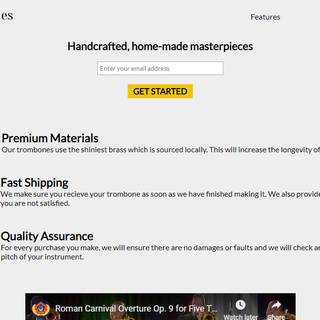 es
Features
Handcrafted, home-made masterpieces
Enter your email address
GET STARTED
Premium Materials
Our trombones use the shiniest brass which is sourced locally. This will increase the longevity of
Fast Shipping
We make sure you recieve your trombone as soon as we have finished making it. We also provide
you are not satisfied.
Quality Assurance
For every purchase you make, we will ensure there are no damages or faults and we will check an
pitch of your instrument.
Roman Carnival Overture Op. 9 for Five T...
Watch later
Share